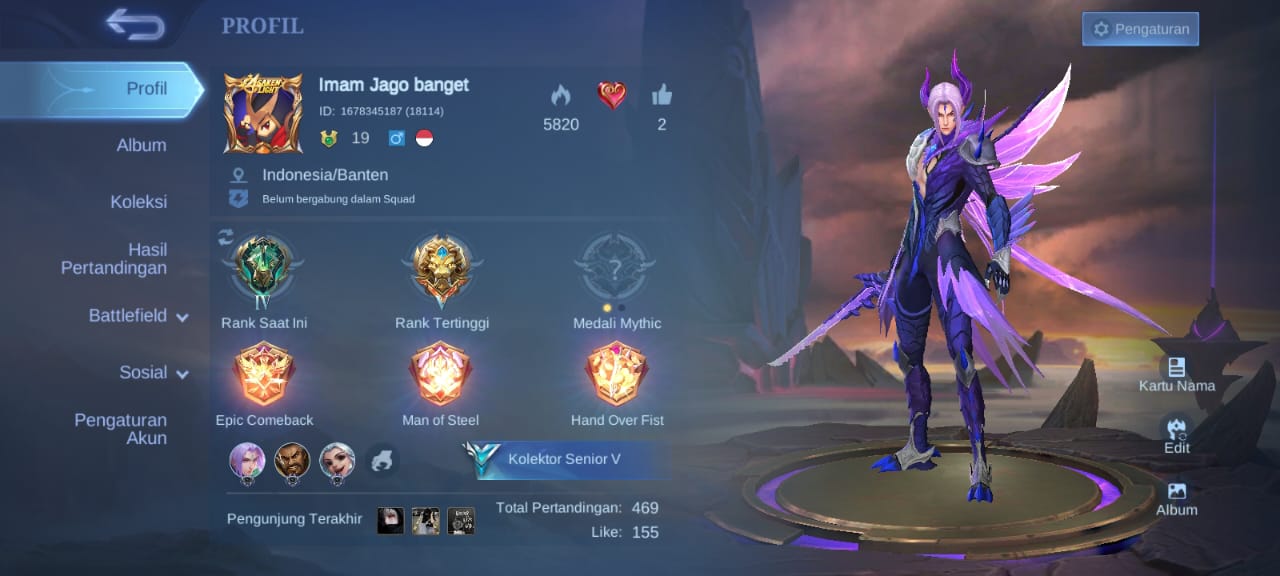 PROFIL
Pengaturan
Profil
Album
Koleksi
Hasil
Pertandingan
Battlefield
Sosial
Pengaturan
Akun
Imam Jago banget
ID: 1678345187 (18114)
19
5820
2
Indonesia/Banten
Belum bergabung dalam Squad
IV
Rank Saat Ini
Rank Tertinggi
?
Medali Mythic
Epic Comeback
Man of Steel
Hand Over Fist
Kolektor Senior V
Pengunjung Terakhir
Total Pertandingan: 469
Like: 155
Kartu Nama
Edit
Album